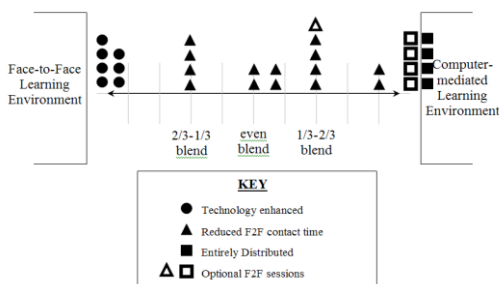 Face-to-Face
Learning
Environment
Computer-
mediated Learning
Environment
2/3-1/3
blend
even
blend
1/3-2/3
blend
KEY
Technology enhanced
Reduced F2F contact time
Entirely Distributed
Optional F2F sessions